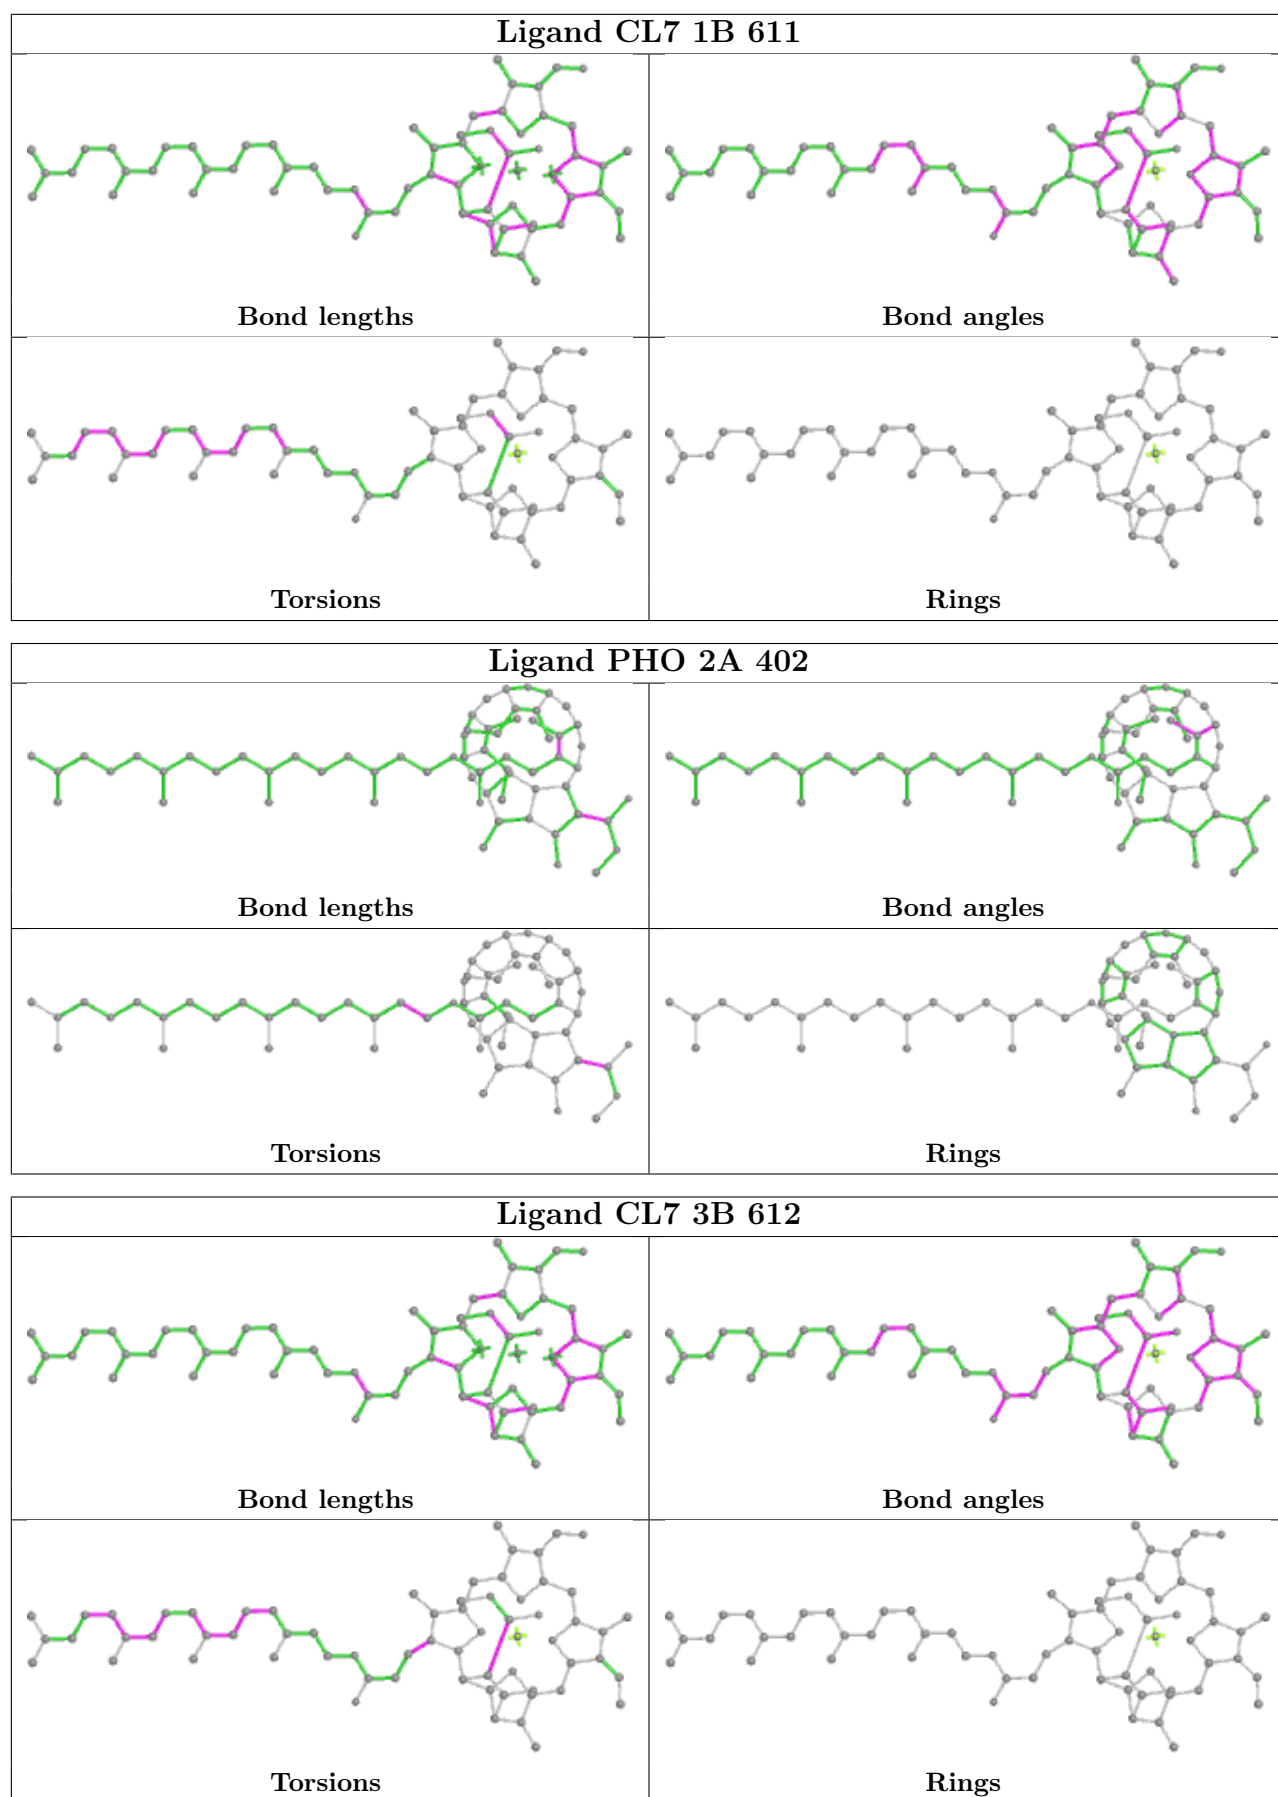 Ligand CL7 1B 611
Bond lengths
Bond angles
Torsions
Rings
Ligand PHO 2A 402
Bond lengths
Bond angles
Torsions
Rings
Ligand CL7 3B 612
Bond lengths
Bond angles
Torsions
Rings